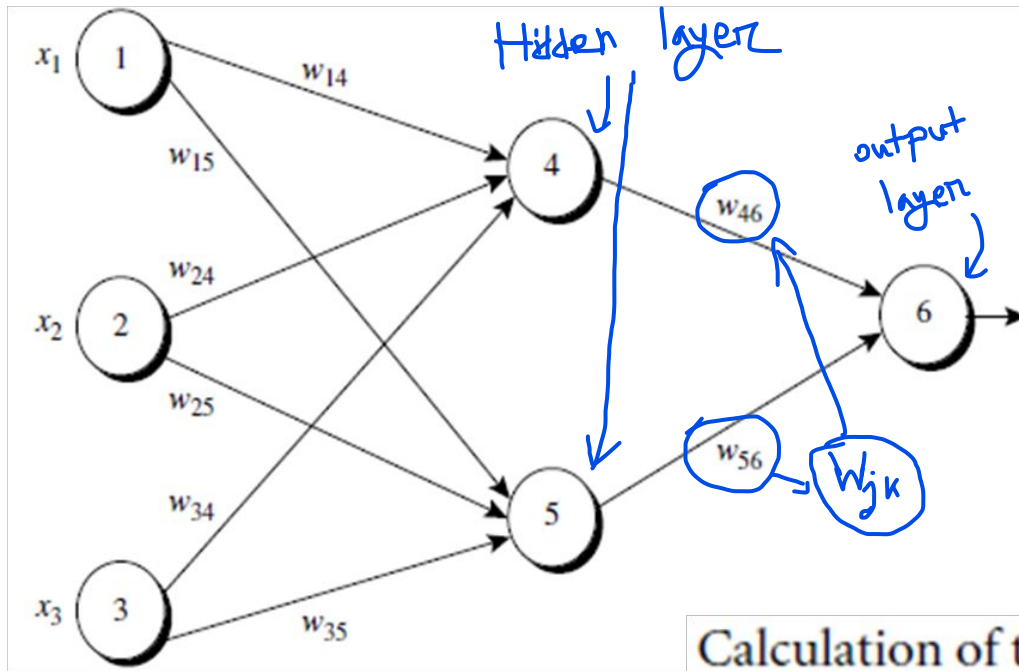 Hidden layer
x1
1
w14
w15
4
output
layer
w46
w24
x2
2
6
w25
w56
Wjk
w34
5
x3
3
w35
Calculation of t